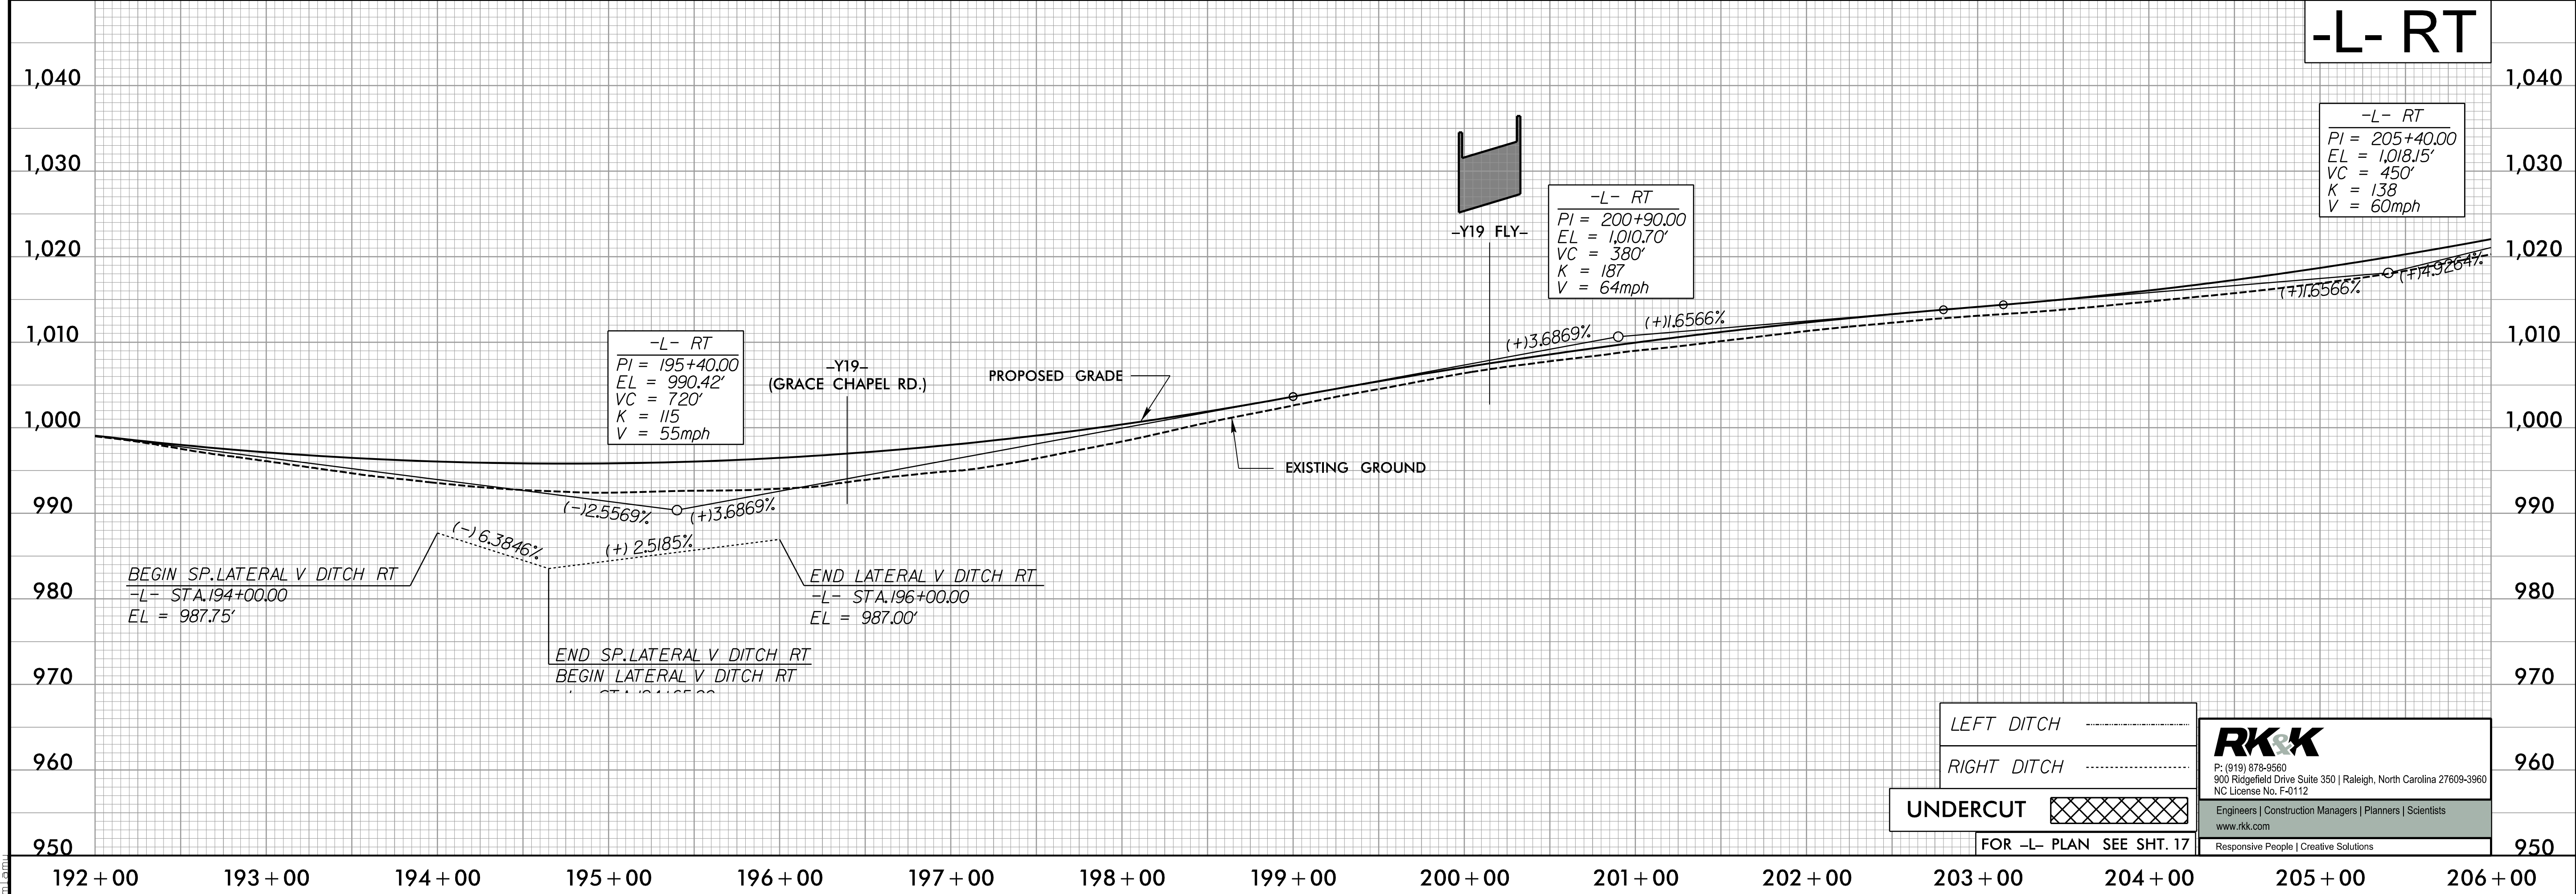 -L- RT
1,040
1,030
1,020
1,010
1,000
990
980
970
960
950
1,040
1,030
1,020
1,010
1,000
990
980
970
960
950
-L- RT
PI = 195+40.00
EL = 990.42'
VC = 720'
K = 115
V = 55mph
-Y19-
(GRACE CHAPEL RD.)
PROPOSED GRADE
EXISTING GROUND
-Y19 FLY-
-L- RT
PI = 200+90.00
EL = 1,010.70'
VC = 380'
K = 187
V = 64mph
-L- RT
PI = 205+40.00
EL = 1,018.15'
VC = 450'
K = 138
V = 60mph
(+)3.6869%
(+)1.6566%
(+)1.6566%
(+)4.9264%
(-)2.5569%
(+)3.6869%
(-)6.3846%
(+) 2.5185%
BEGIN SP. LATERAL V DITCH RT
-L- STA. 194+00.00
EL = 987.75'
END LATERAL V DITCH RT
-L- STA. 196+00.00
EL = 987.00'
END SP. LATERAL V DITCH RT
BEGIN LATERAL V DITCH RT
LEFT DITCH
RIGHT DITCH
UNDERCUT
FOR -L- PLAN SEE SHT. 17
RK&K
P: (919) 878-9560
900 Ridgefield Drive Suite 350 | Raleigh, North Carolina 27609-3960
NC License No. F-0112
Engineers | Construction Managers | Planners | Scientists
www.rkk.com
Responsive People | Creative Solutions
192+00 193+00 194+00 195+00 196+00 197+00 198+00 199+00 200+00 201+00 202+00 203+00 204+00 205+00 206+00